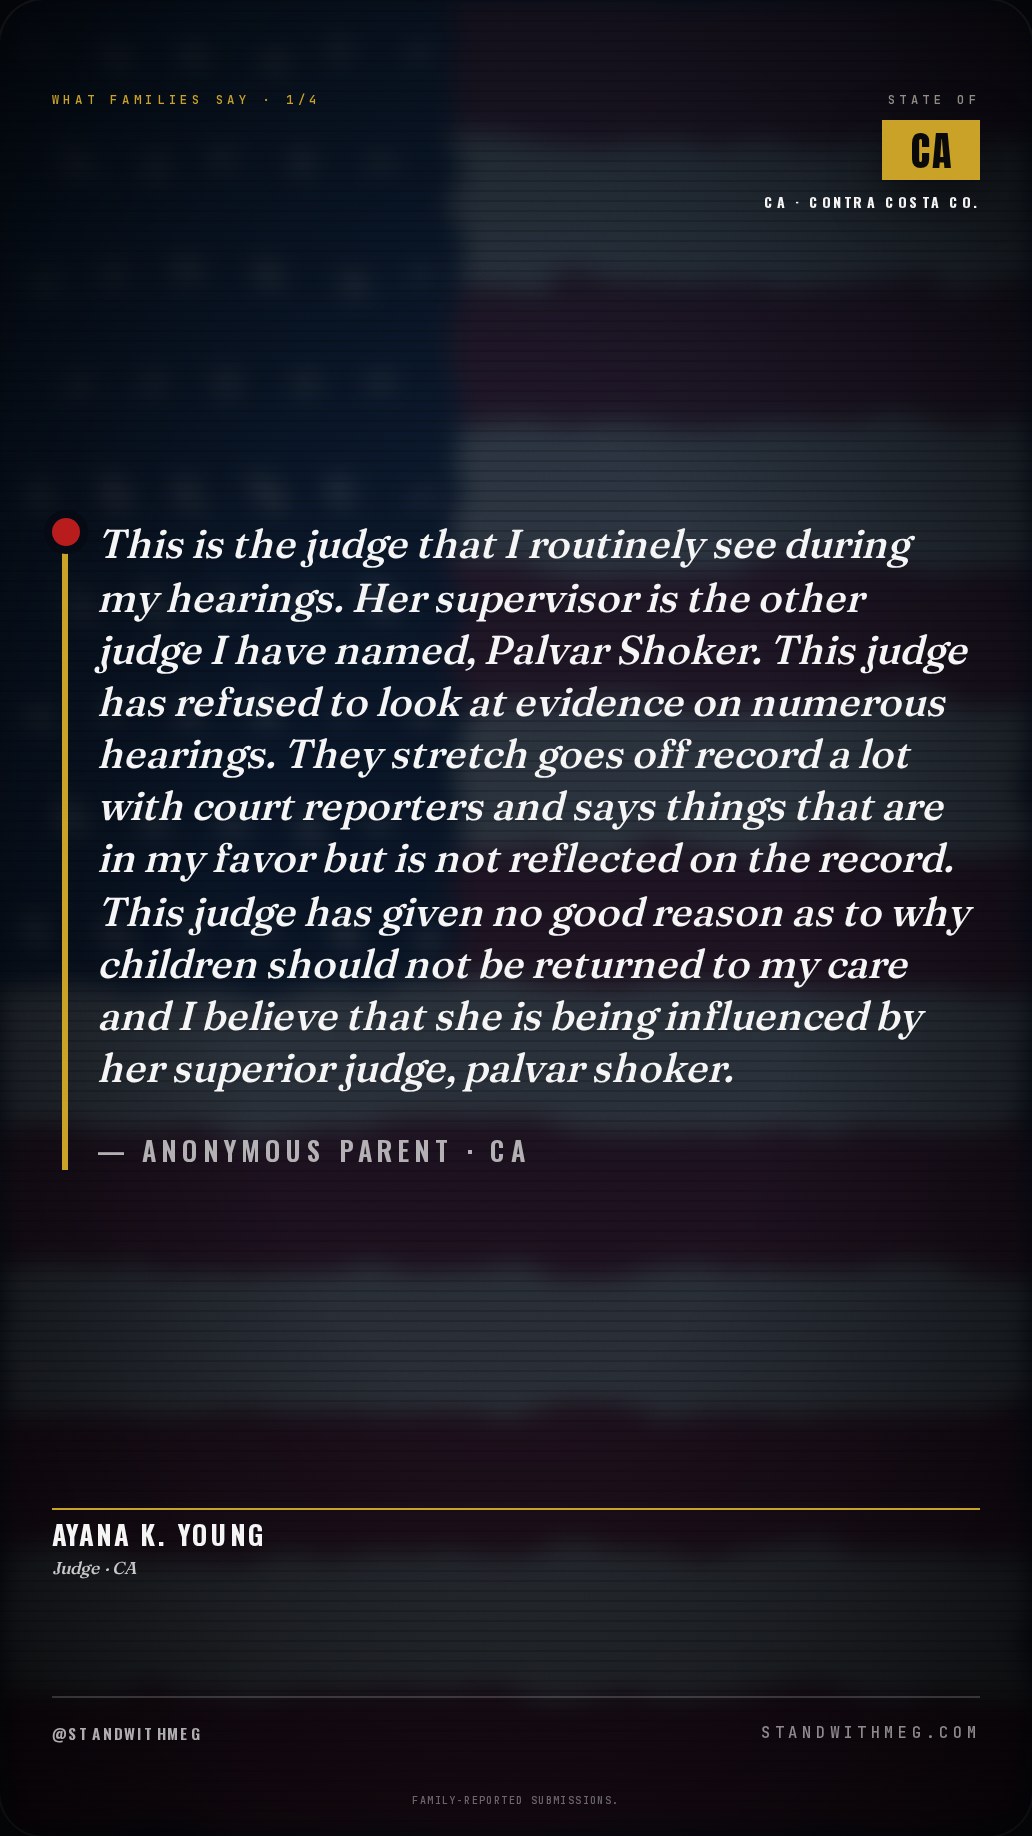 WHAT FAMILIES SAY · 1/4
STATE OF
CA
CA · CONTRA COSTA CO.
This is the judge that I routinely see during
my hearings. Her supervisor is the other
judge I have named, Palvar Shoker. This judge
has refused to look at evidence on numerous
hearings. They stretch goes off record a lot
with court reporters and says things that are
in my favor but is not reflected on the record.
This judge has given no good reason as to why
children should not be returned to my care
and I believe that she is being influenced by
her superior judge, palvar shoker.
— ANONYMOUS PARENT · CA
AYANA K. YOUNG
Judge · CA
@STANDWITHMEG
STANDWITHMEG.COM
FAMILY-REPORTED SUBMISSIONS.